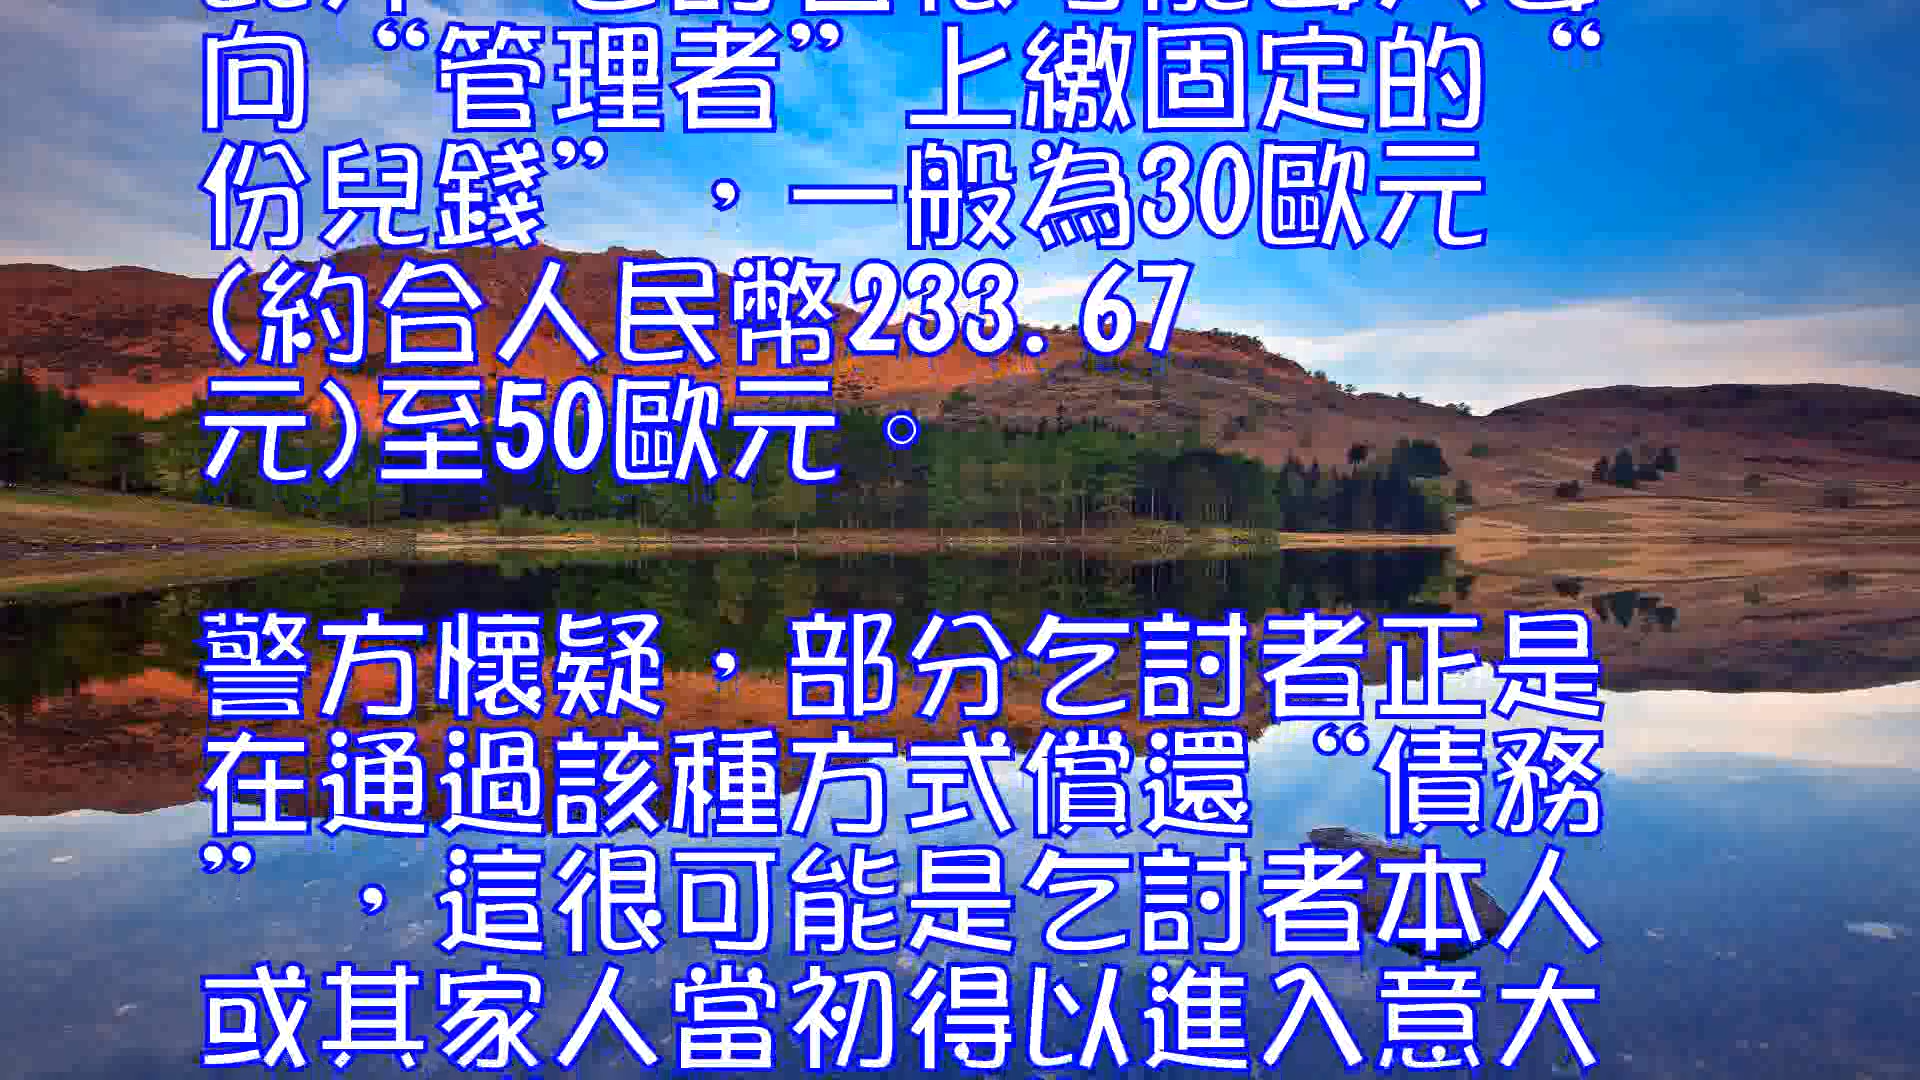 向“管理者”上繳固定的“
份兒錢”，一般為30歐元
(約合人民幣233.67
元)至50歐元。
警方懷疑，部分乞討者正是
在通過該種方式償還“債務
”，這很可能是乞討者本人
或其家人當初得以進入意大